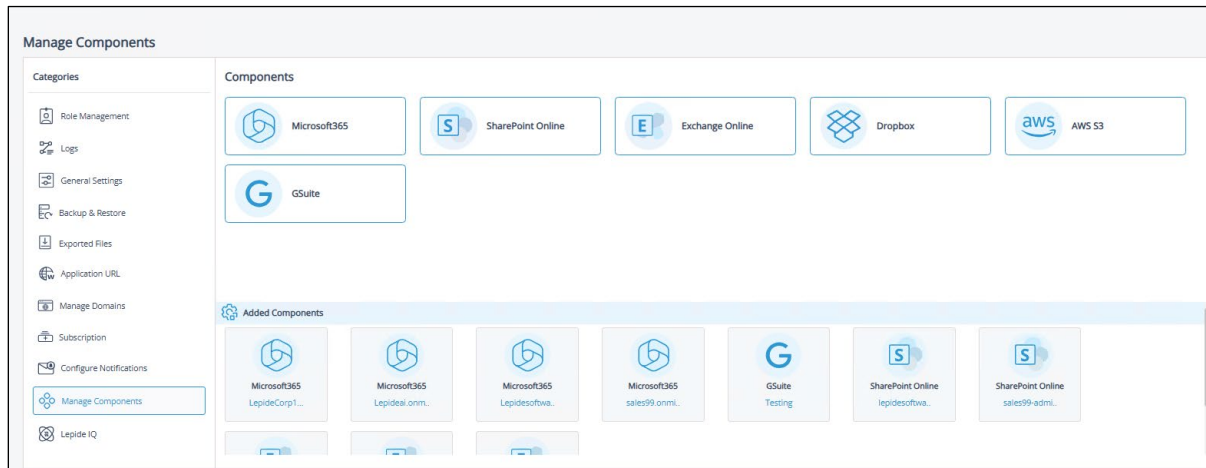 Manage Components
Categories
Role Management
Logs
General Settings
Backup & Restore
Exported Files
Application URL
Manage Domains
Subscription
Configure Notifications
Manage Components
Lepide IQ
Components
Microsoft365
S SharePoint Online
E Exchange Online
Dropbox
aws AWS S3
G GSuite
Added Components
Microsoft365 Microsoft365 Microsoft365 Microsoft365 G GSuite S SharePoint Online S SharePoint Online
LepideCorp1... Lepideai.onm.. Lepidesoftwa.. sales99.onmi.. Testing lepidesoftwa.. sales99-admi..